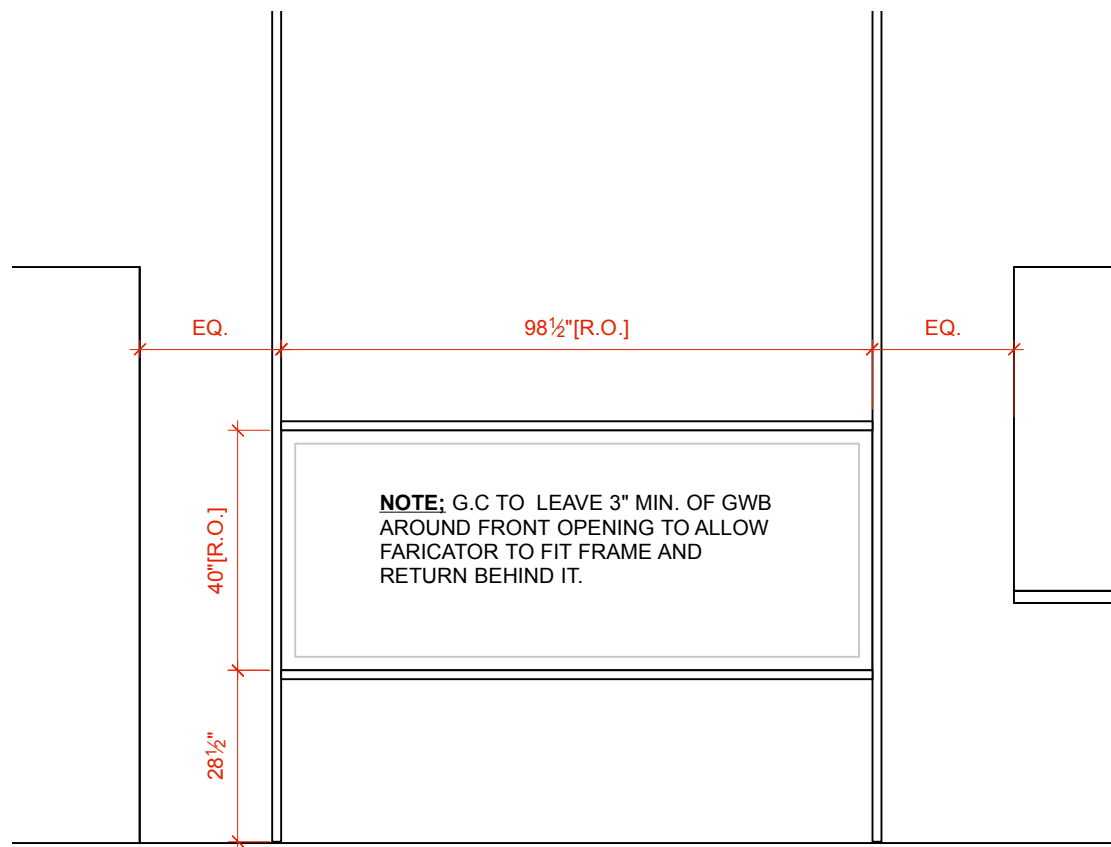 EQ.
98½"[R.O.]
EQ.
40"[R.O.]
NOTE; G.C TO  LEAVE 3" MIN. OF GWB
AROUND FRONT OPENING TO ALLOW
FARICATOR TO FIT FRAME AND
RETURN BEHIND IT.
28½"